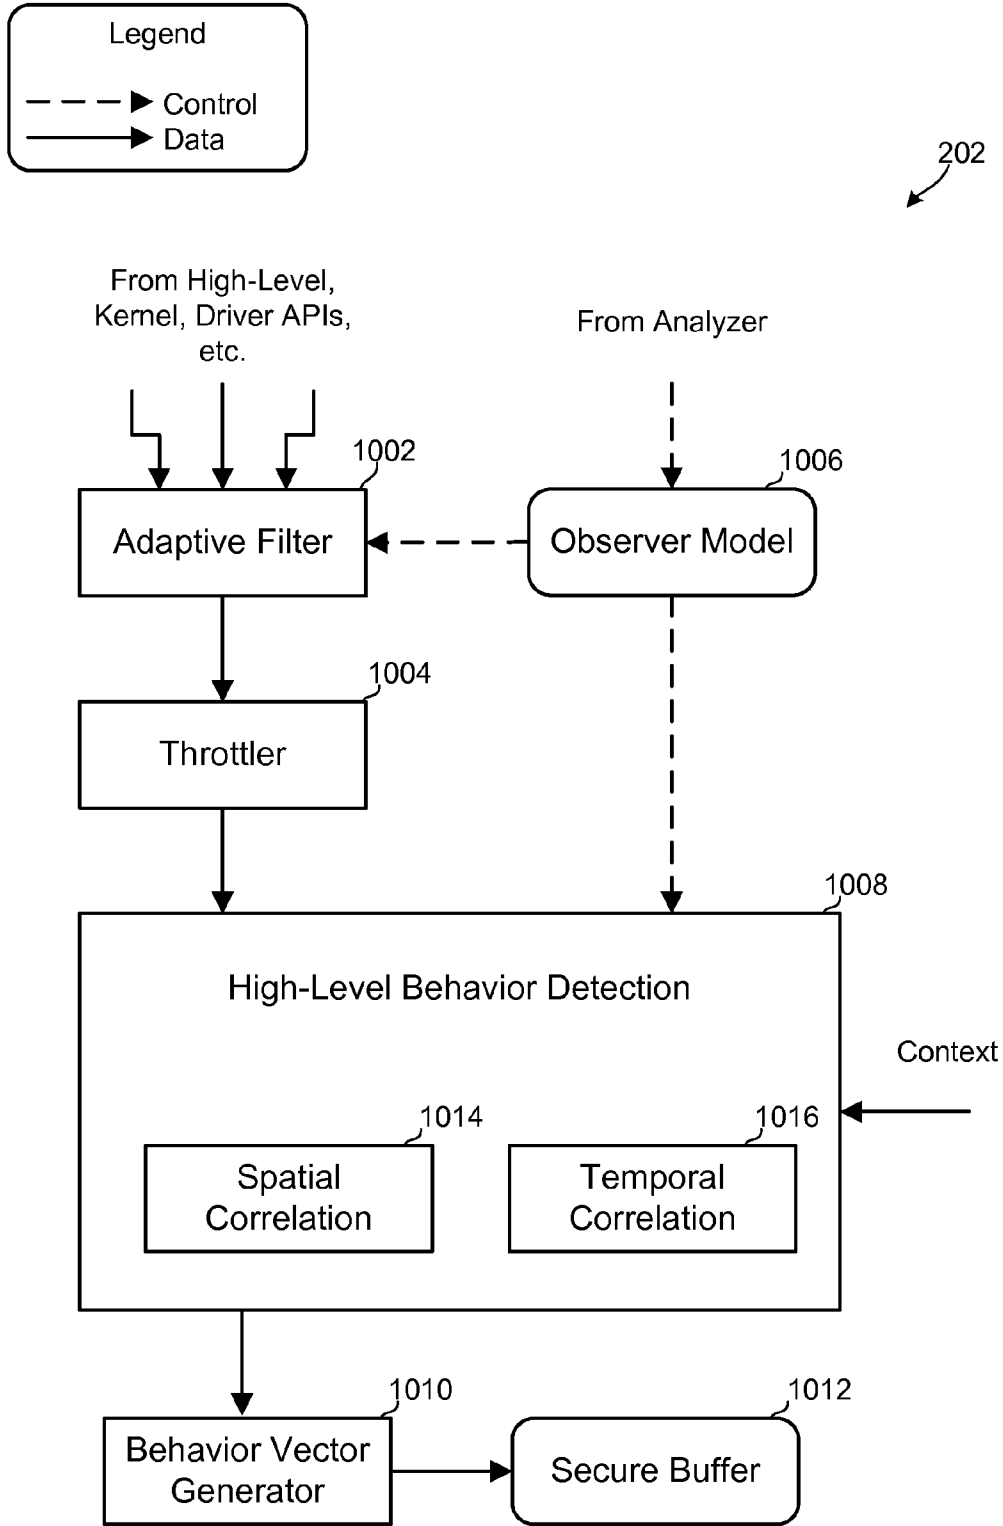 Legend
Control
Data
202
From High-Level,
Kernel, Driver APIs,
etc.
From Analyzer
1002
1006
Adaptive Filter
Observer Model
1004
Throttler
1008
High-Level Behavior Detection
Context
1014
1016
Spatial
Correlation
Temporal
Correlation
1010
1012
Behavior Vector
Generator
Secure Buffer